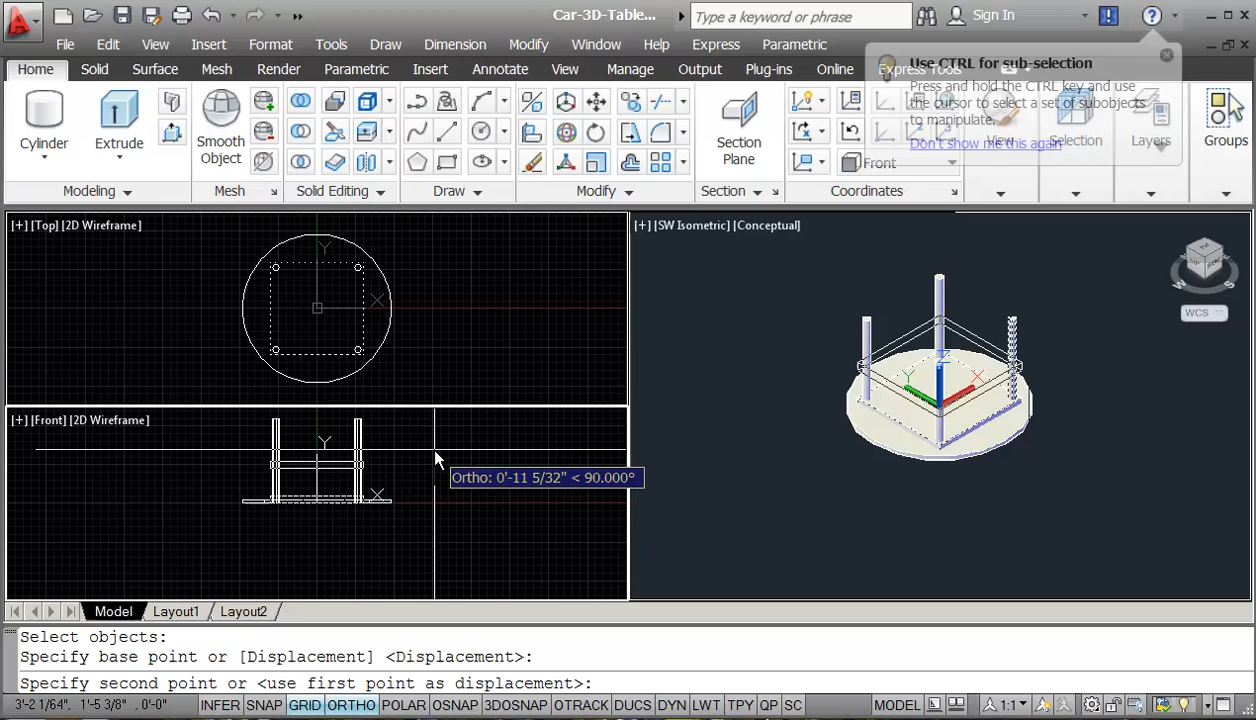 Car-3D-Table...
Type a keyword or phrase
Sign In
File Edit View Insert Format Tools Draw Dimension Modify Window Help Express Parametric
Home Solid Surface Mesh Render Parametric Insert Annotate View Manage Output Plug-ins Online Express Tools
Use CTRL for sub-selection
Press and hold the CTRL key and use
the cursor to select a set of subobjects
to manipulate.
Don't show me this again
Cylinder
Extrude
Smooth
Object
Section
Plane
Front
View
Selection
Layers
Groups
Modeling
Mesh
Solid Editing
Draw
Modify
Section
Coordinates
[+] [Top] [2D Wireframe]
Y
X
[+] [SW Isometric] [Conceptual]
W
S
WCS
Z
Y
X
[+] [Front] [2D Wireframe]
Y
X
Ortho: 0'-11 5/32" < 90.000°
Model Layout1 Layout2
Select objects:
Specify base point or [Displacement] <Displacement>:
Specify second point or <use first point as displacement>:
3'-2 1/64", 1'-5 3/8" , 0'-0" INFER SNAP GRID ORTHO POLAR OSNAP 3DOSNAP OTRACK DUCS DYN LWT TPY QP SC MODEL 1:1